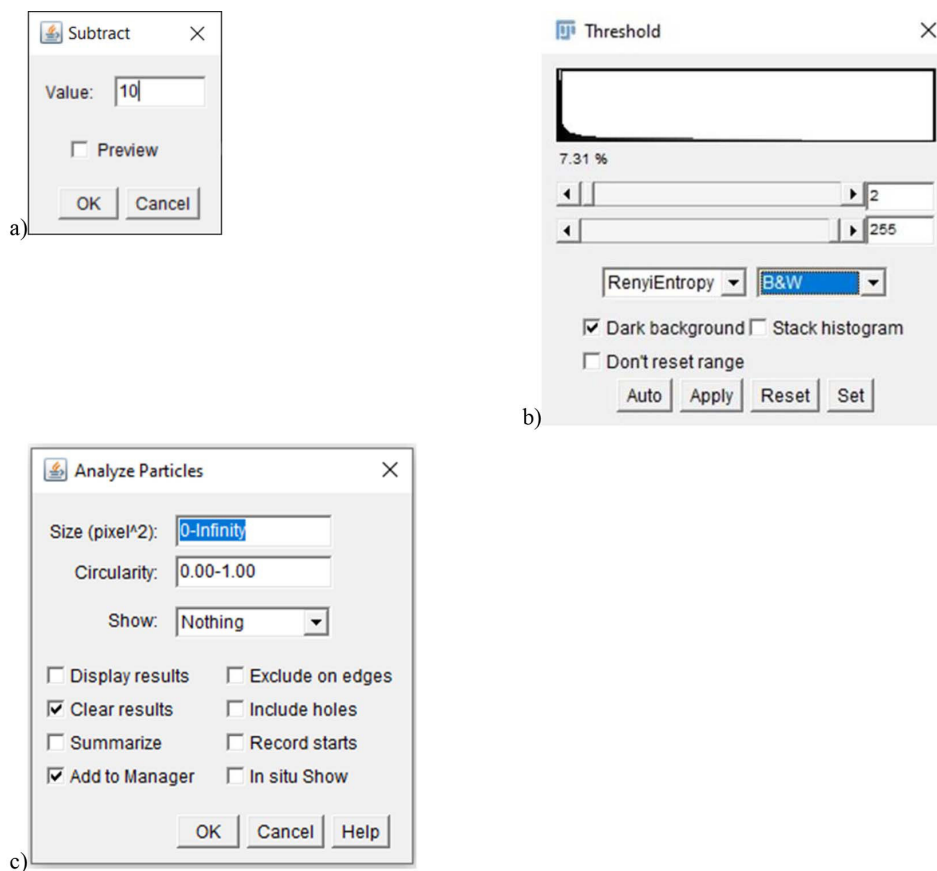 Subtract
Value: 10
Preview
OK Cancel
a)
Threshold
7.31 %
2
255
RenyiEntropy B&W
Dark background Stack histogram
Don't reset range
Auto Apply Reset Set
b)
Analyze Particles
Size (pixel^2): 0-Infinity
Circularity: 0.00-1.00
Show: Nothing
Display results Exclude on edges
Clear results Include holes
Summarize Record starts
Add to Manager In situ Show
OK Cancel Help
c)